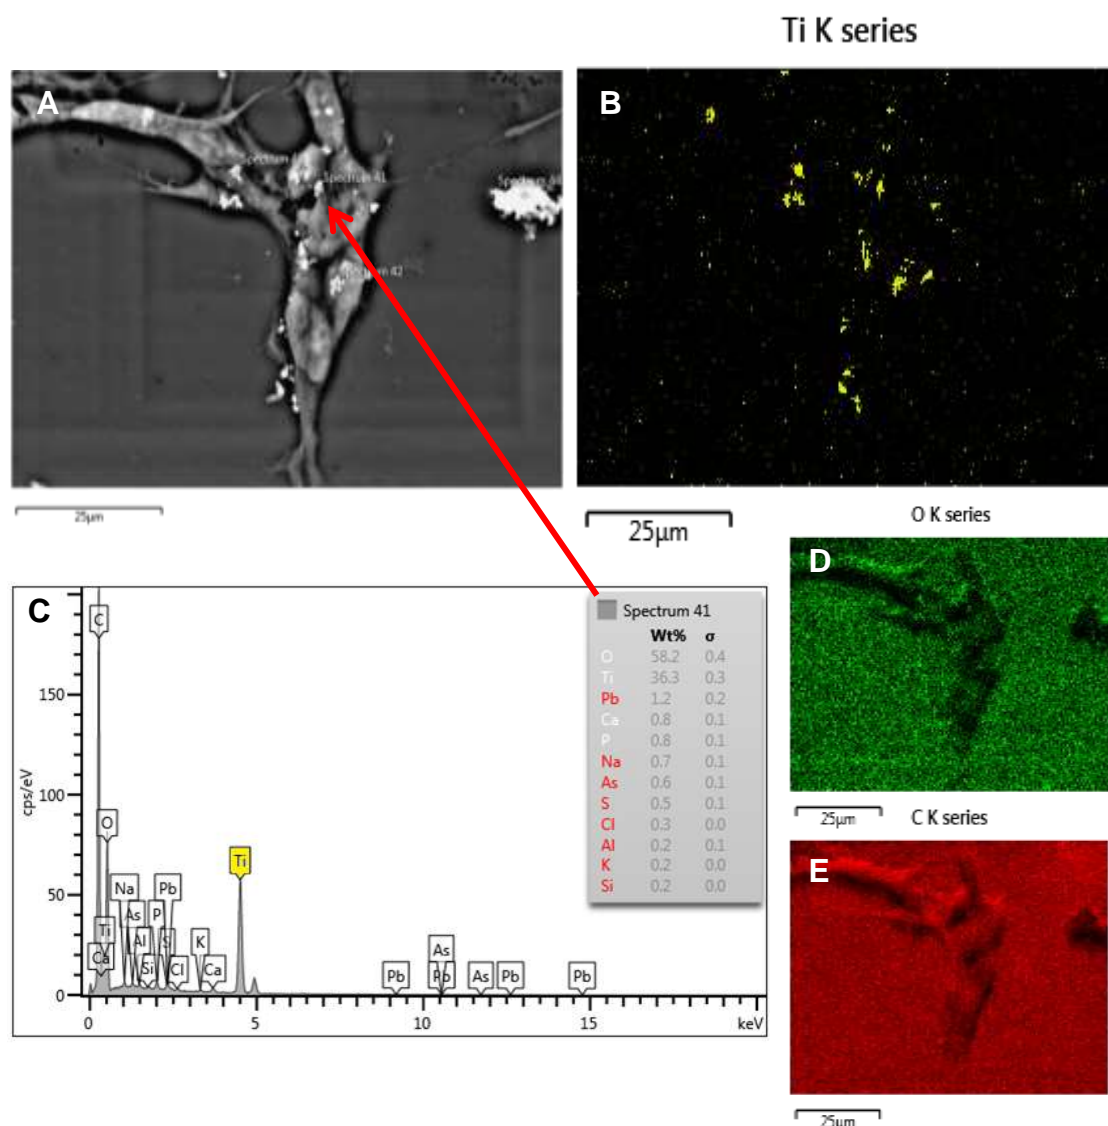 Ti K series
A
Spectrum 41
Spectrum 42
25µm
B
25µm
O K series
D
25µm
C K series
E
25µm
C
cps/eV
150
100
50
0
0
5
10
15
keV
C
O
Ti
Na
Pb
As
P
Ti
Al
S
K
Ca
Si
Cl
Ca
As
Pb
Pb
As
Pb
Pb
Spectrum 41
Wt% σ
O 58.2 0.4
Ti 36.3 0.3
Pb 1.2 0.2
Ca 0.8 0.1
P 0.8 0.1
Na 0.7 0.1
As 0.6 0.1
S 0.5 0.1
Cl 0.3 0.0
Al 0.2 0.1
K 0.2 0.0
Si 0.2 0.0